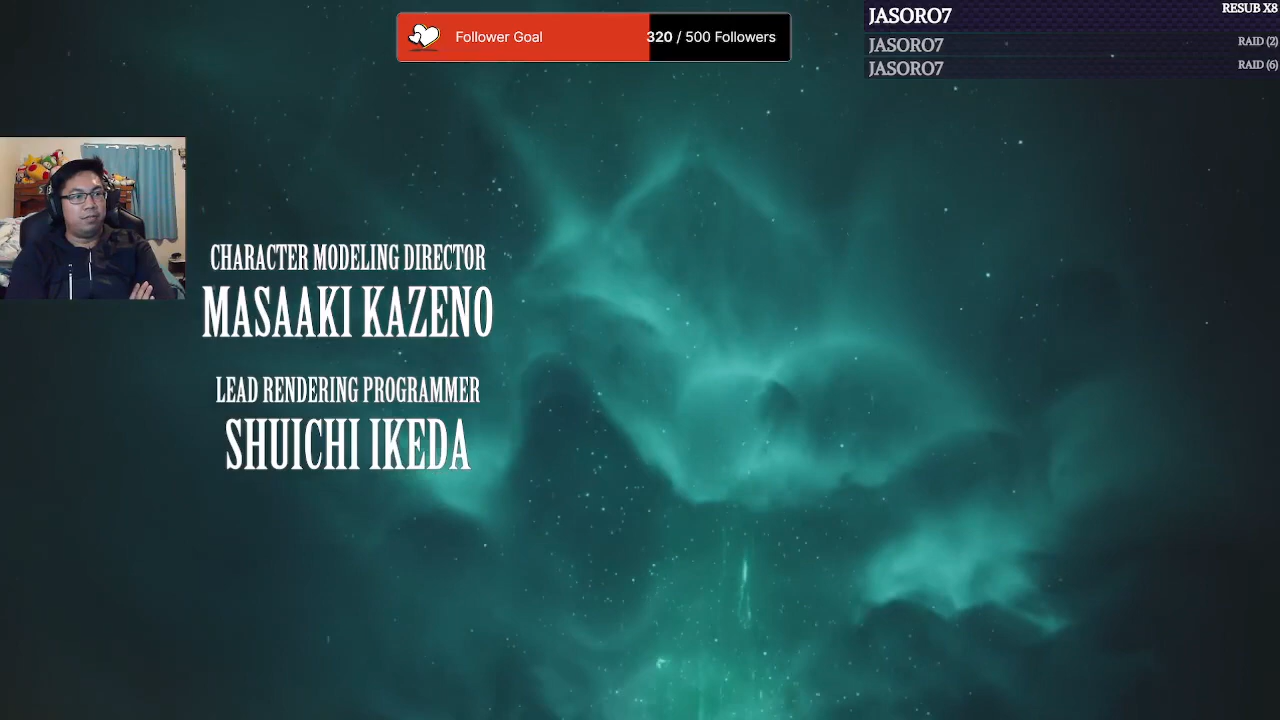 Follower Goal
320 / 500 Followers
JASORO7
RESUB X8
JASORO7
RAID (2)
JASORO7
RAID (6)
CHARACTER MODELING DIRECTOR
MASAAKI KAZENO
LEAD RENDERING PROGRAMMER
SHUICHI IKEDA